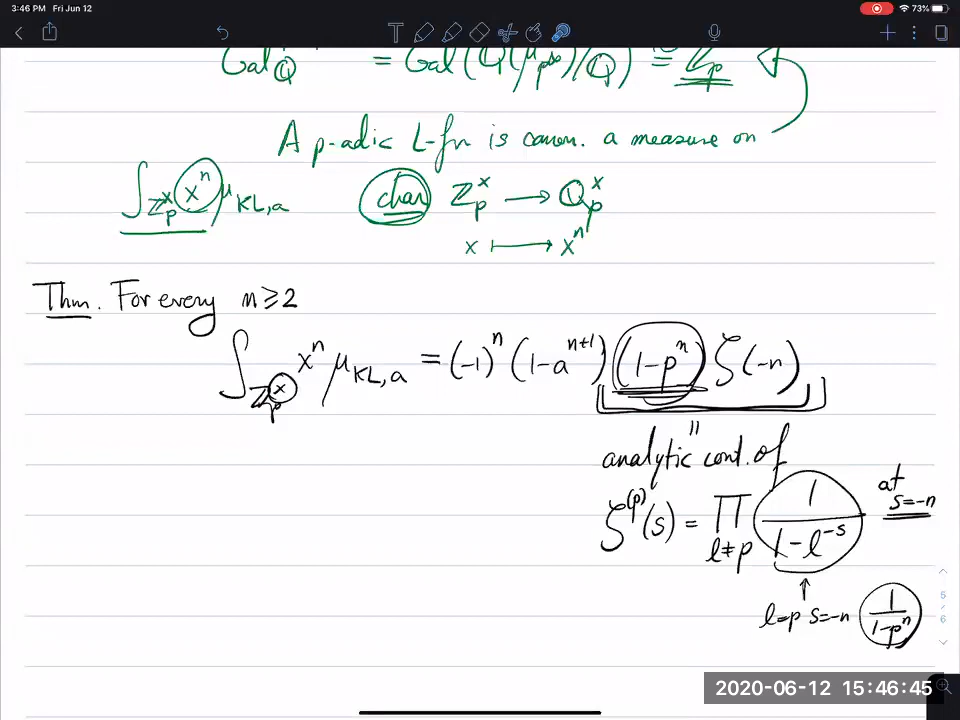 3:46 PM Fri Jun 12
73%
Gal_Q = Gal(Q(μ_{p^∞})/Q) ≅ ℤ_p^×
A p-adic L-fn is canon. a measure on
∫_{ℤ_p^×} x^n μ_{KL,a} char ℤ_p^× → ℚ_p^×
x ↦ x^n
Thm. For every n ≥ 2
∫_{ℤ_p^×} x^n μ_{KL,a} = (-1)^n (1-a^{n+1}) (1-p^n) ζ(-n)
analytic cont. of
ζ^{(p)}(s) = ∏_{l≠p} 1/(1-l^{-s}) at s=-n
l=p s=-n 1/(1-p^n)
5/6
2020-06-12 15:46:45